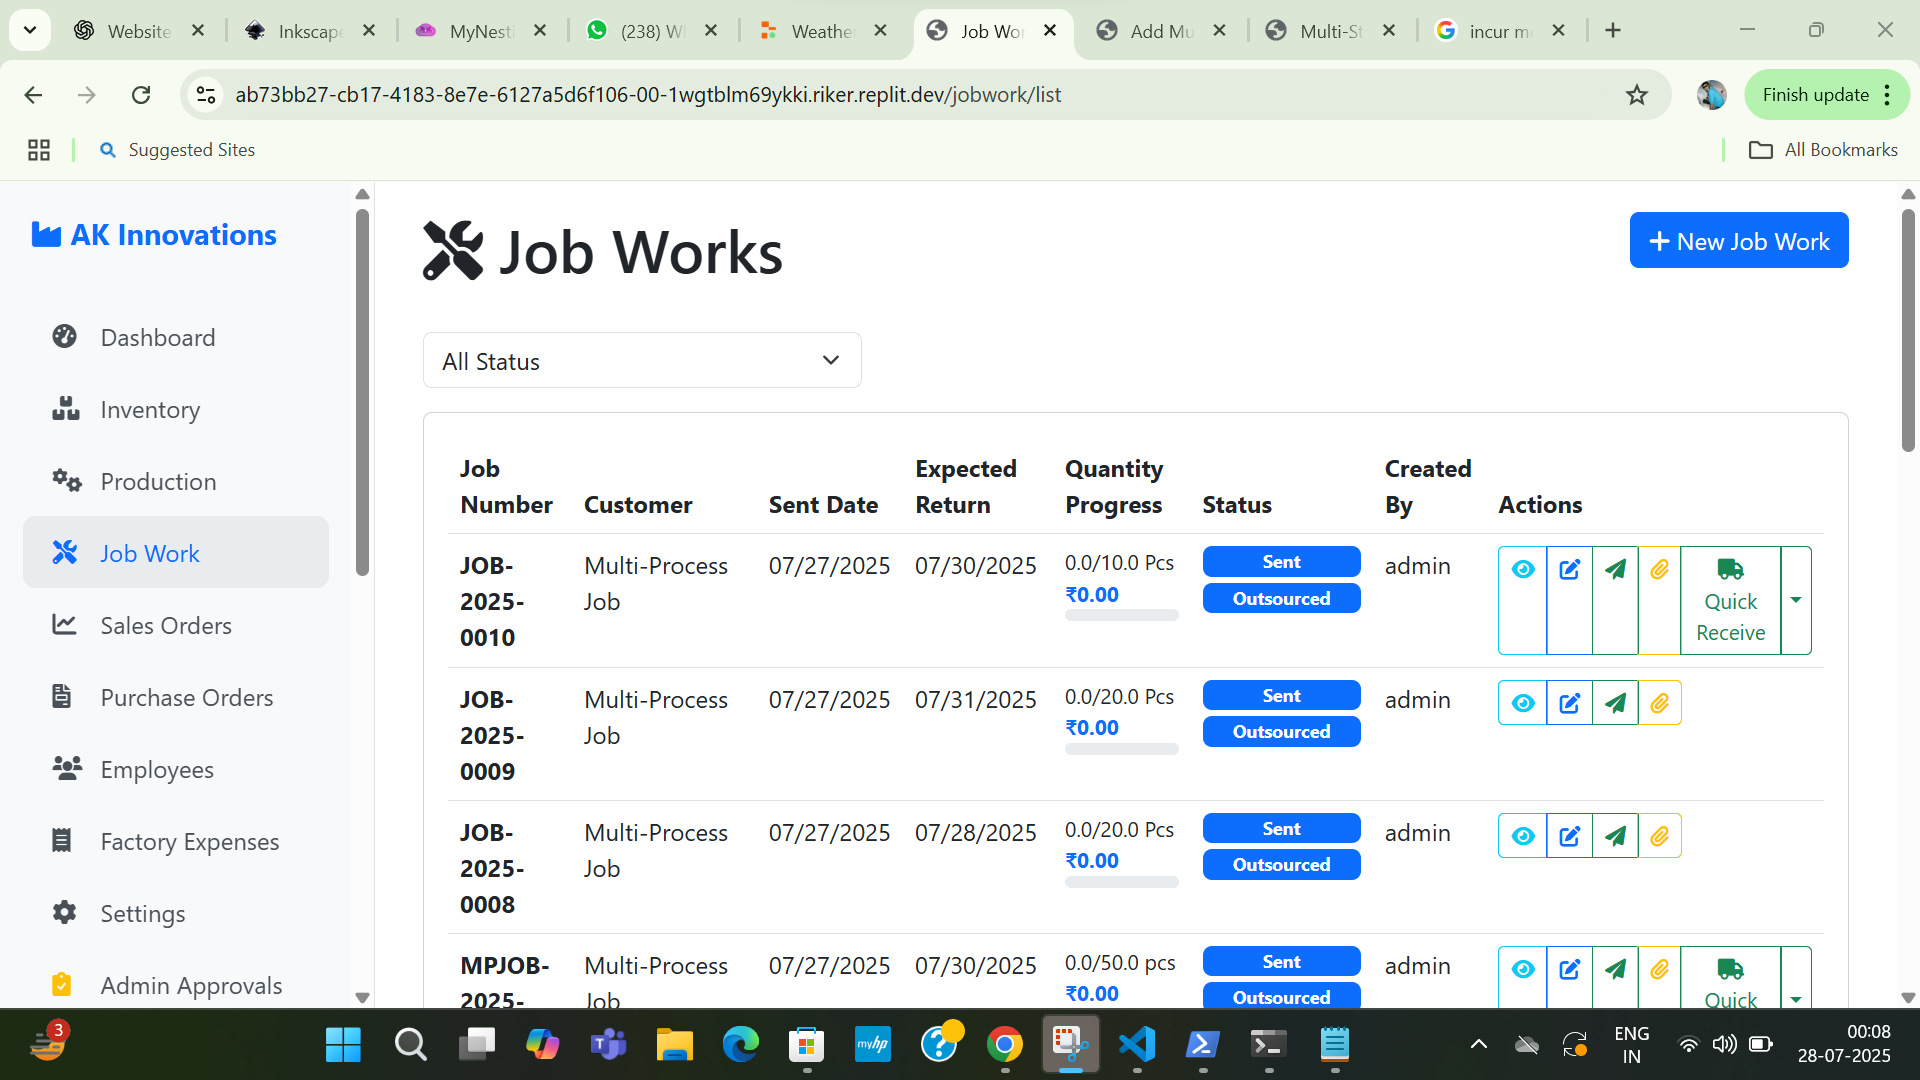 Website
Inkscape
MyNesti
(238) W
Weathe
Job Wor
Add Mu
Multi-St
incur m
ab73bb27-cb17-4183-8e7e-6127a5d6f106-00-1wgtblm69ykki.riker.replit.dev/jobwork/list
Finish update
Suggested Sites
All Bookmarks
AK Innovations
Dashboard
Inventory
Production
Job Work
Sales Orders
Purchase Orders
Employees
Factory Expenses
Settings
Admin Approvals
Job Works
New Job Work
All Status
Job Number Customer Sent Date Expected Return Quantity Progress Status Created By Actions
JOB-2025-0010 Multi-Process Job 07/27/2025 07/30/2025 0.0/10.0 Pcs ₹0.00 Sent Outsourced admin Quick Receive
JOB-2025-0009 Multi-Process Job 07/27/2025 07/31/2025 0.0/20.0 Pcs ₹0.00 Sent Outsourced admin
JOB-2025-0008 Multi-Process Job 07/27/2025 07/28/2025 0.0/20.0 Pcs ₹0.00 Sent Outsourced admin
MPJOB-2025- Multi-Process Job 07/27/2025 07/30/2025 0.0/50.0 pcs ₹0.00 Sent Outsourced admin Quick
3
myhp
ENG
IN
00:08
28-07-2025